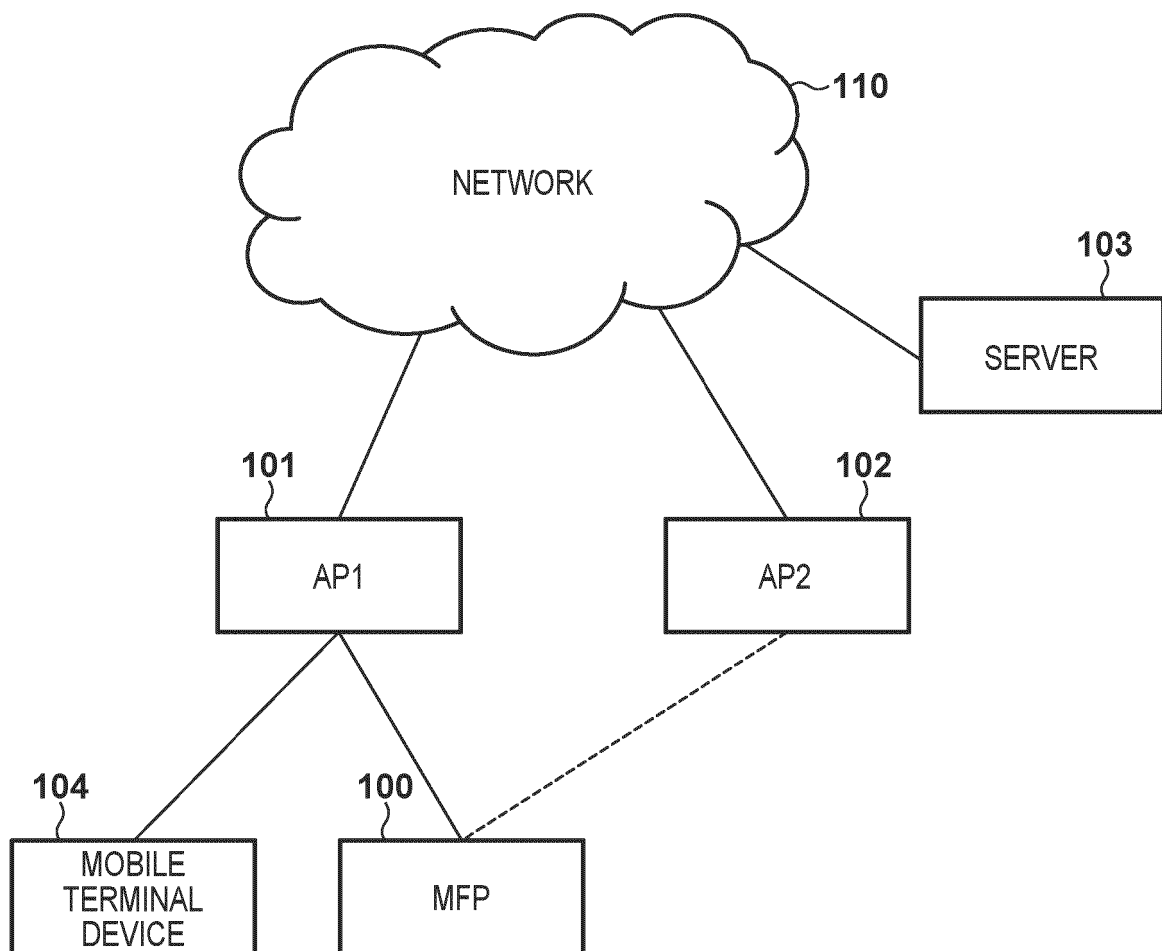 110
NETWORK
103
SERVER
101
102
AP1
AP2
104
100
MOBILE
TERMINAL
DEVICE
MFP